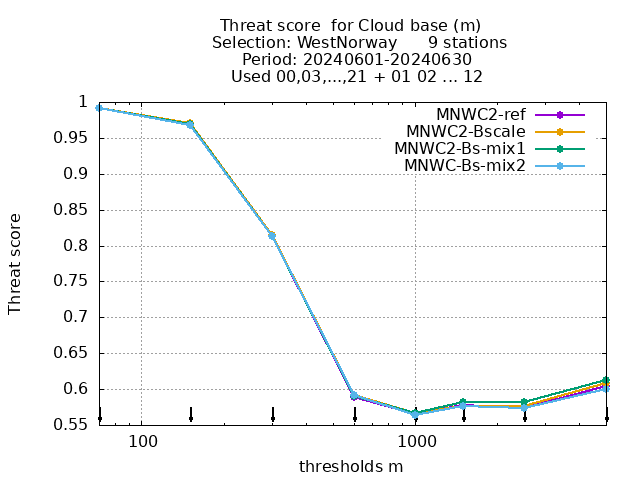 Threat score  for Cloud base (m)
Selection: WestNorway      9 stations
Period: 20240601-20240630
Used 00,03,...,21 + 01 02 ... 12
MNWC2-ref
MNWC2-Bscale
MNWC2-Bs-mix1
MNWC-Bs-mix2
1
0.95
0.9
0.85
0.8
0.75
0.7
0.65
0.6
0.55
Threat score
100
1000
thresholds m